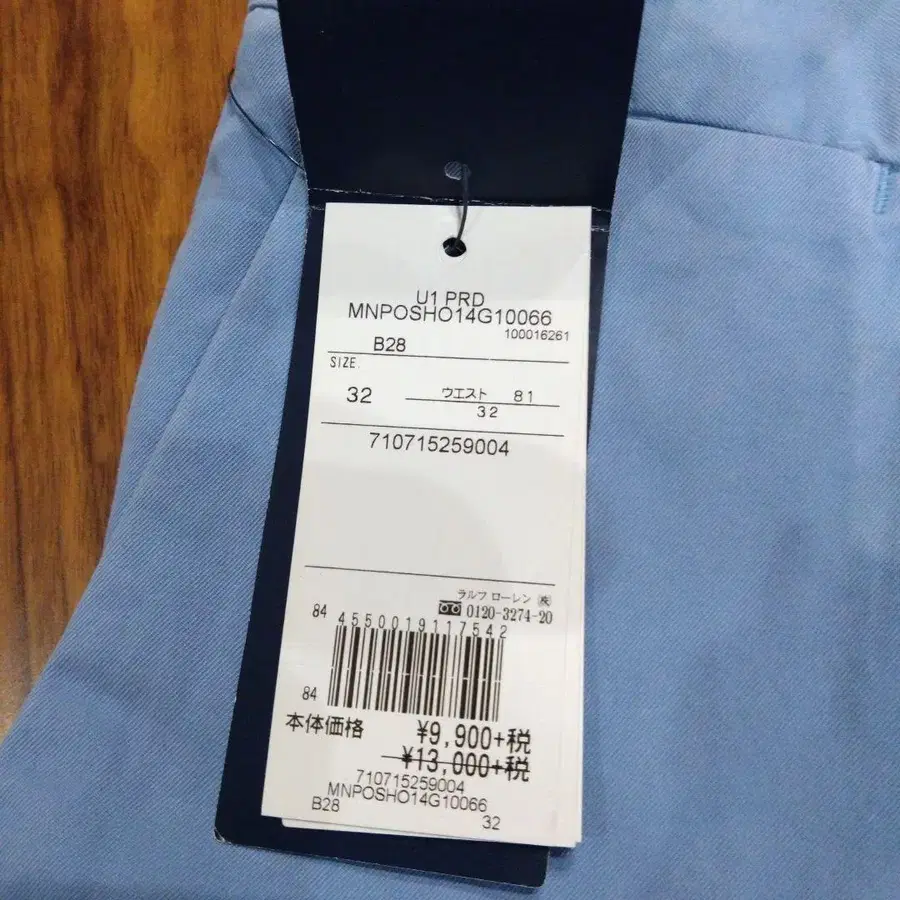 U1 PRD
MNPOSHO14G10066
100016261
B28
SIZE
32
ウエスト 81
32
710715259004
ラルフ ローレン ㈱
0120-3274-20
84
4550019117542
84
本体価格 ¥9,900+税
¥13,000+税
710715259004
MNPOSHO14G10066
B28
32